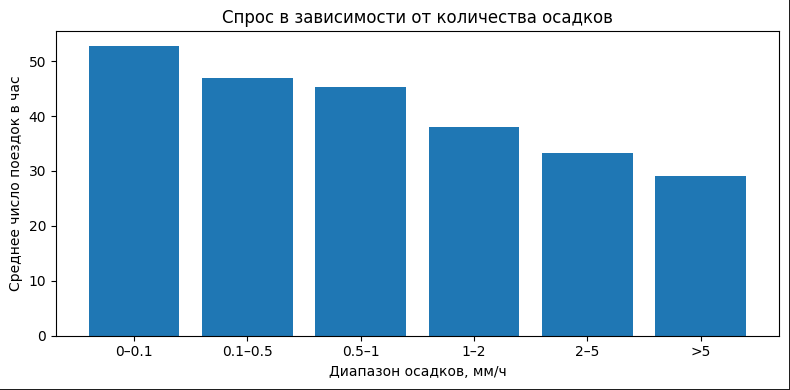 Спрос в зависимости от количества осадков
Среднее число поездок в час
50
40
30
20
10
0
0–0.1 0.1–0.5 0.5–1 1–2 2–5 >5
Диапазон осадков, мм/ч